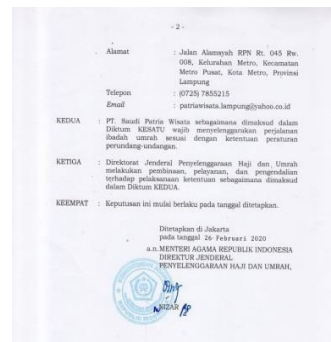 - 2 -
Alamat : Jalan Alamsyah RPN Rt. 045 Rw.
008, Kelurahan Metro, Kecamatan
Metro Pusat, Kota Metro, Provinsi
Lampung
Telepon : (0725) 7855215
Email : patriawisata.lampung@yahoo.co.id
KEDUA : PT. Saudi Patria Wisata sebagaimana dimaksud dalam
Diktum KESATU wajib menyelenggarakan perjalanan
ibadah umrah sesuai dengan ketentuan peraturan
perundang-undangan.
KETIGA : Direktorat Jenderal Penyelenggaraan Haji dan Umrah
melakukan pembinaan, pelayanan, dan pengendalian
terhadap pelaksanaan ketentuan sebagaimana dimaksud
dalam Diktum KEDUA.
KEEMPAT : Keputusan ini mulai berlaku pada tanggal ditetapkan.
Ditetapkan di Jakarta
pada tanggal 26 Februari 2020
a.n. MENTERI AGAMA REPUBLIK INDONESIA
DIREKTUR JENDERAL
PENYELENGGARAAN HAJI DAN UMRAH,
NIZAR